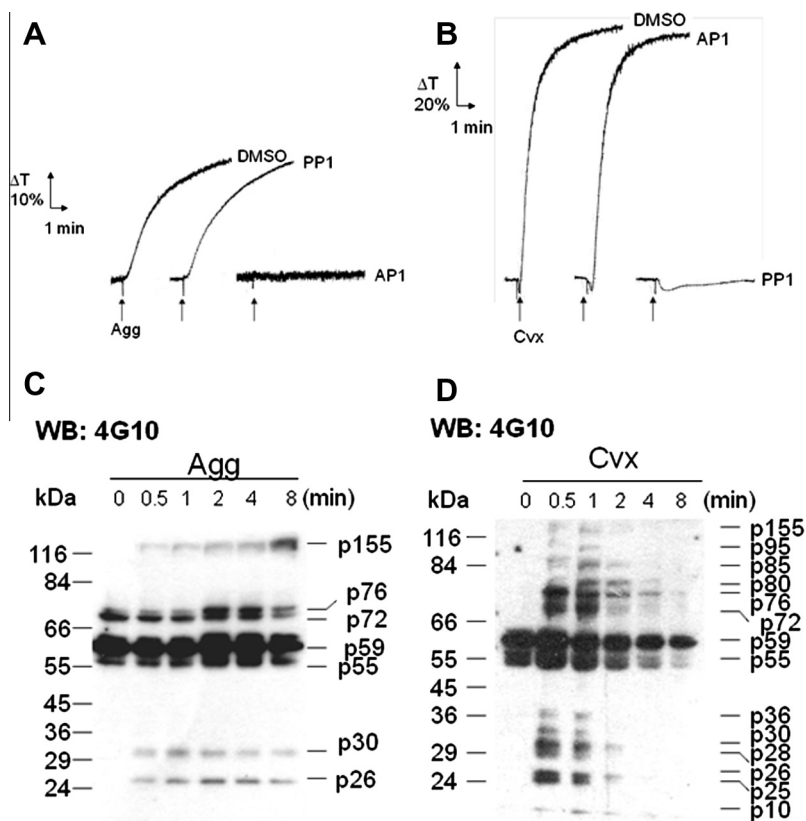 A
B
DMSO
AP1
ΔT
20%
1 min
DMSO
PP1
ΔT
10%
1 min
AP1
PP1
Agg
Cvx
C
D
WB: 4G10
WB: 4G10
Agg
Cvx
kDa 0 0.5 1 2 4 8 (min)
kDa 0 0.5 1 2 4 8 (min)
116
84
66
55
45
36
29
24
p155
p76
p72
p59
p55
p30
p26
116
84
66
55
45
36
29
24
p155
p95
p85
p80
p76
p72
p59
p55
p36
p30
p28
p26
p25
p10